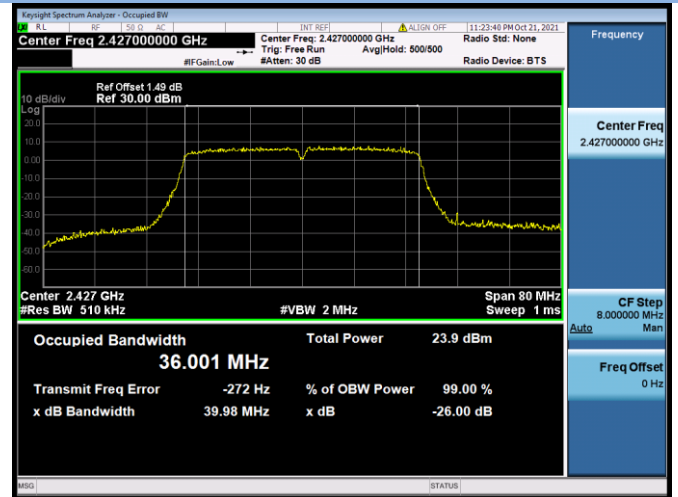 Keysight Spectrum Analyzer - Occupied BW
RL RF 50 Ω AC INT REF ALIGN OFF 11:23:40 PM Oct 21, 2021
Center Freq 2.427000000 GHz Center Freq: 2.427000000 GHz Radio Std: None Frequency
Trig: Free Run Avg|Hold: 500/500
#IFGain:Low #Atten: 30 dB Radio Device: BTS
Ref Offset 1.49 dB
10 dB/div Ref 30.00 dBm
Log
20.0
10.0
0.00
-10.0
-20.0
-30.0
-40.0
-50.0
-60.0
Center Freq
2.427000000 GHz
Center 2.427 GHz Span 80 MHz
#Res BW 510 kHz #VBW 2 MHz Sweep 1 ms
CF Step
8.000000 MHz
Auto Man
Occupied Bandwidth Total Power 23.9 dBm
36.001 MHz
Transmit Freq Error -272 Hz % of OBW Power 99.00 %
x dB Bandwidth 39.98 MHz x dB -26.00 dB
Freq Offset
0 Hz
MSG STATUS